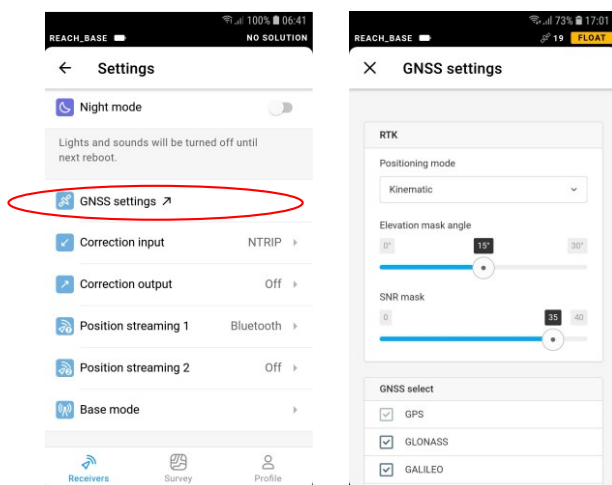 100% 06:41
REACH_BASE NO SOLUTION
Settings
Night mode
Lights and sounds will be turned off until
next reboot.
GNSS settings
Correction input NTRIP
Correction output Off
Position streaming 1 Bluetooth
Position streaming 2 Off
Base mode
Receivers Survey Profile
73% 17:01
REACH_BASE 19 FLOAT
GNSS settings
RTK
Positioning mode
Kinematic
Elevation mask angle
0° 15° 30°
SNR mask
0 35 40
GNSS select
GPS
GLONASS
GALILEO